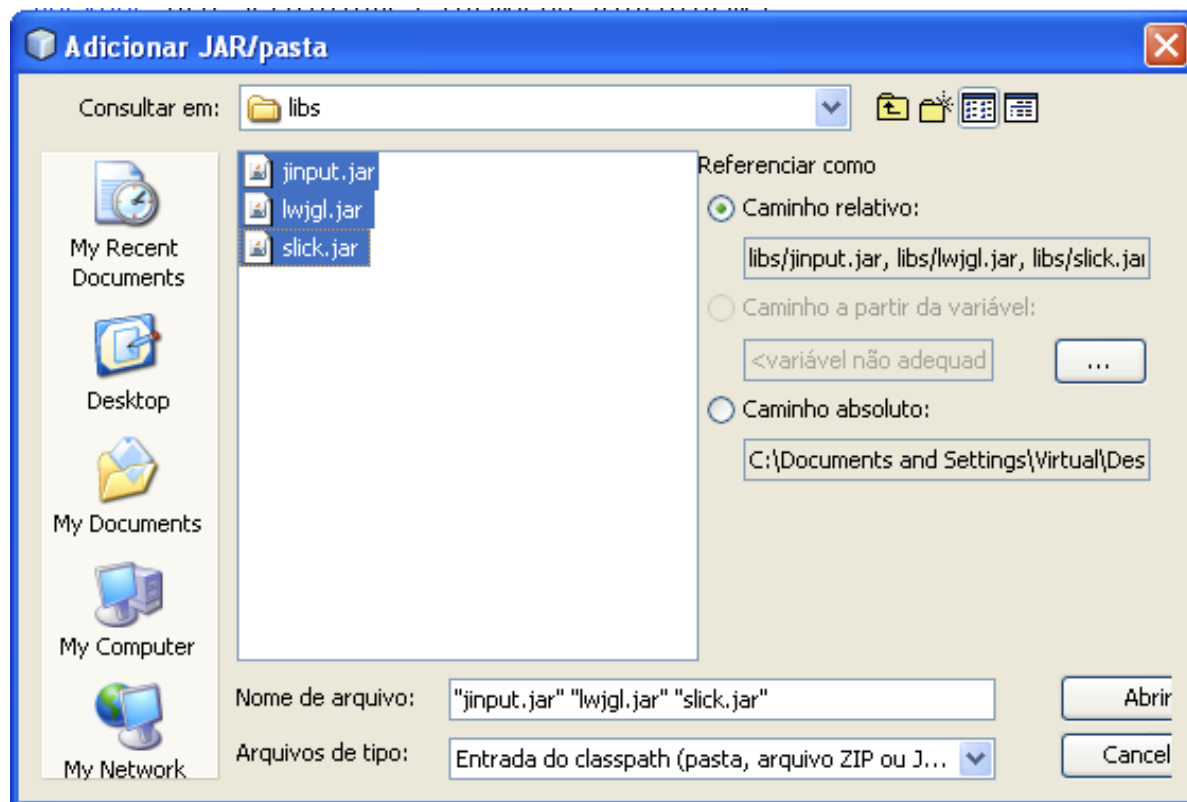 Adicionar JAR/pasta
Consultar em: libs
My Recent
Documents
Desktop
My Documents
My Computer
My Network
jinput.jar
lwjgl.jar
slick.jar
Referenciar como
Caminho relativo:
libs/jinput.jar, libs/lwjgl.jar, libs/slick.jar
Caminho a partir da variável:
<variável não adequad
...
Caminho absoluto:
C:\Documents and Settings\Virtual\Des
Nome de arquivo: "jinput.jar" "lwjgl.jar" "slick.jar"
Abrir
Arquivos de tipo: Entrada do classpath (pasta, arquivo ZIP ou J...
Cancel